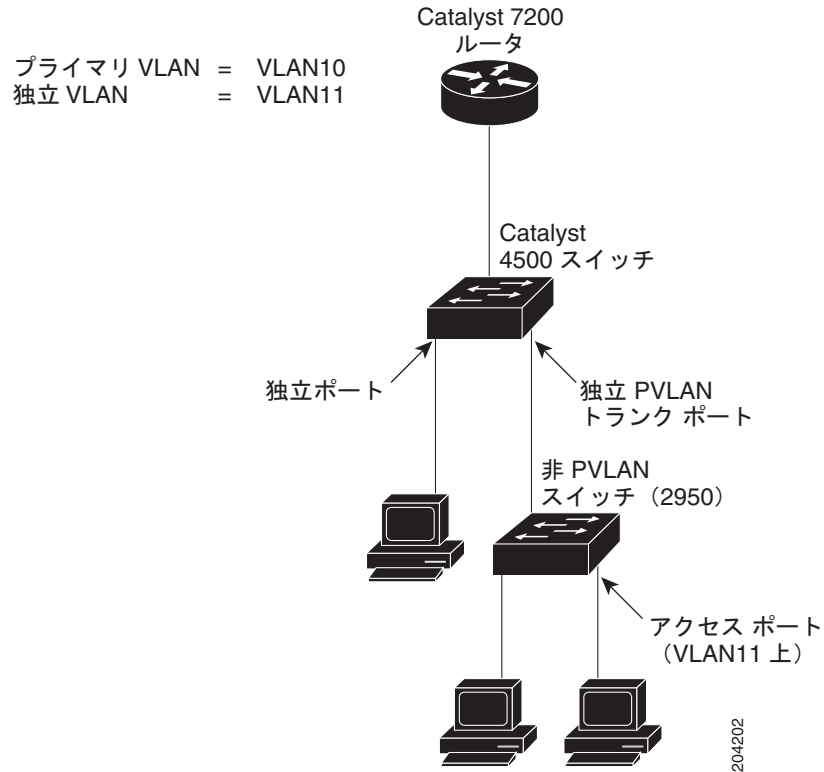 Catalyst 7200
ルータ
プライマリ VLAN = VLAN10
独立 VLAN = VLAN11
Catalyst
4500 スイッチ
独立ポート
独立 PVLAN
トランク ポート
非 PVLAN
スイッチ（2950）
アクセス ポート
（VLAN11 上）
204202